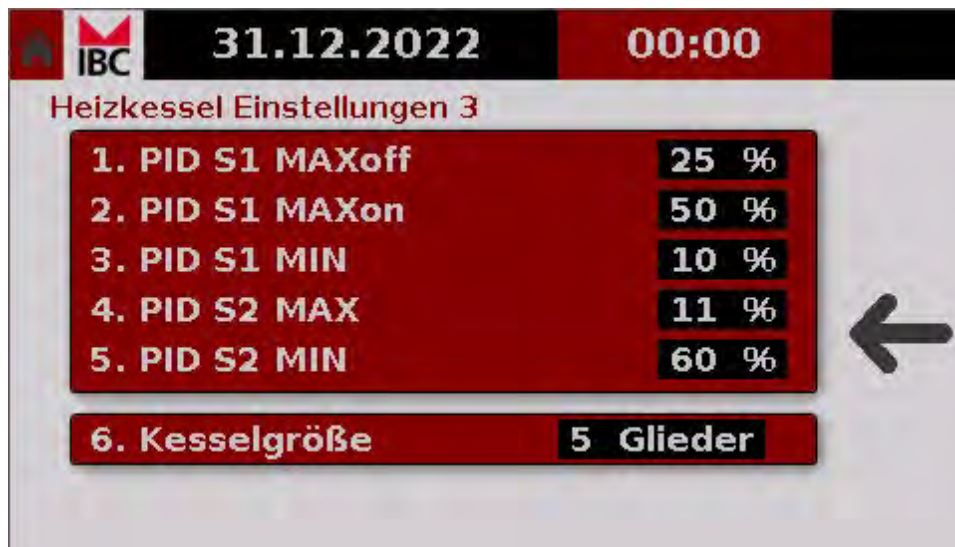 IBC 31.12.2022 00:00
Heizkessel Einstellungen 3
1. PID S1 MAXoff 25 %
2. PID S1 MAXon 50 %
3. PID S1 MIN 10 %
4. PID S2 MAX 11 %
5. PID S2 MIN 60 %
6. Kesselgröße 5 Glieder